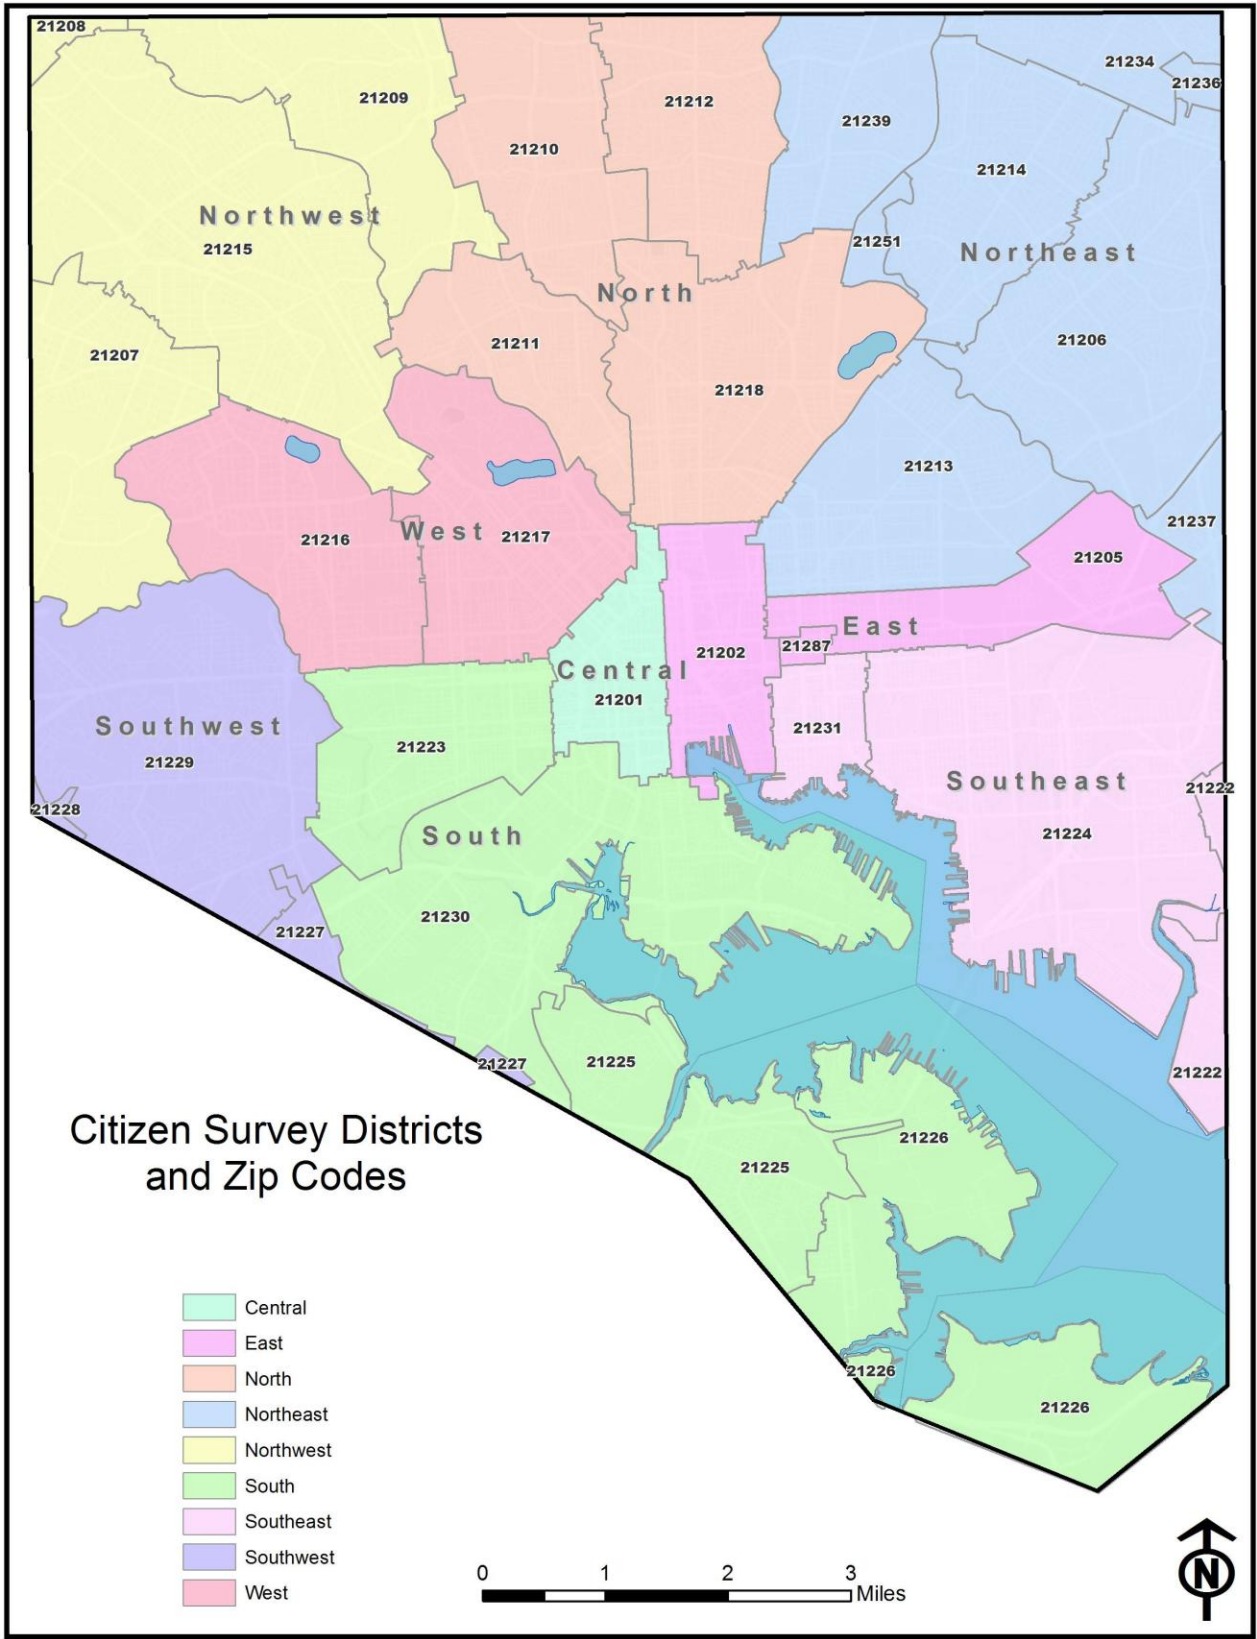 21208
21234
21236
21209
21212
21239
21210
21214
Northwest
21251
21215
Northeast
North
21207
21211
21206
21218
21213
21237
West
21216
21217
21205
East
21287
21202
Central
21201
Southwest
21231
21223
21229
Southeast
21222
21228
South
21224
21230
21227
21227
21225
21222
Citizen Survey Districts
and Zip Codes
21226
21225
21226
21226
Central
East
North
Northeast
Northwest
South
Southeast
Southwest
West
0 1 2 3
Miles
N